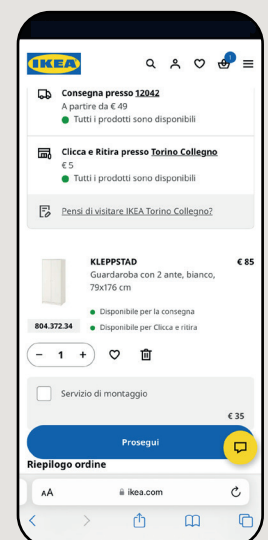 IKEA
1
Consegna presso 12042
A partire da € 49
Tutti i prodotti sono disponibili
Clicca e Ritira presso Torino Collegno
€ 5
Tutti i prodotti sono disponibili
Pensi di visitare IKEA Torino Collegno?
KLEPPSTAD € 85
Guardaroba con 2 ante, bianco,
79x176 cm
Disponibile per la consegna
804.372.34 Disponibile per Clicca e ritira
− 1 +
Servizio di montaggio
€ 35
Prosegui
Riepilogo ordine
AA ikea.com